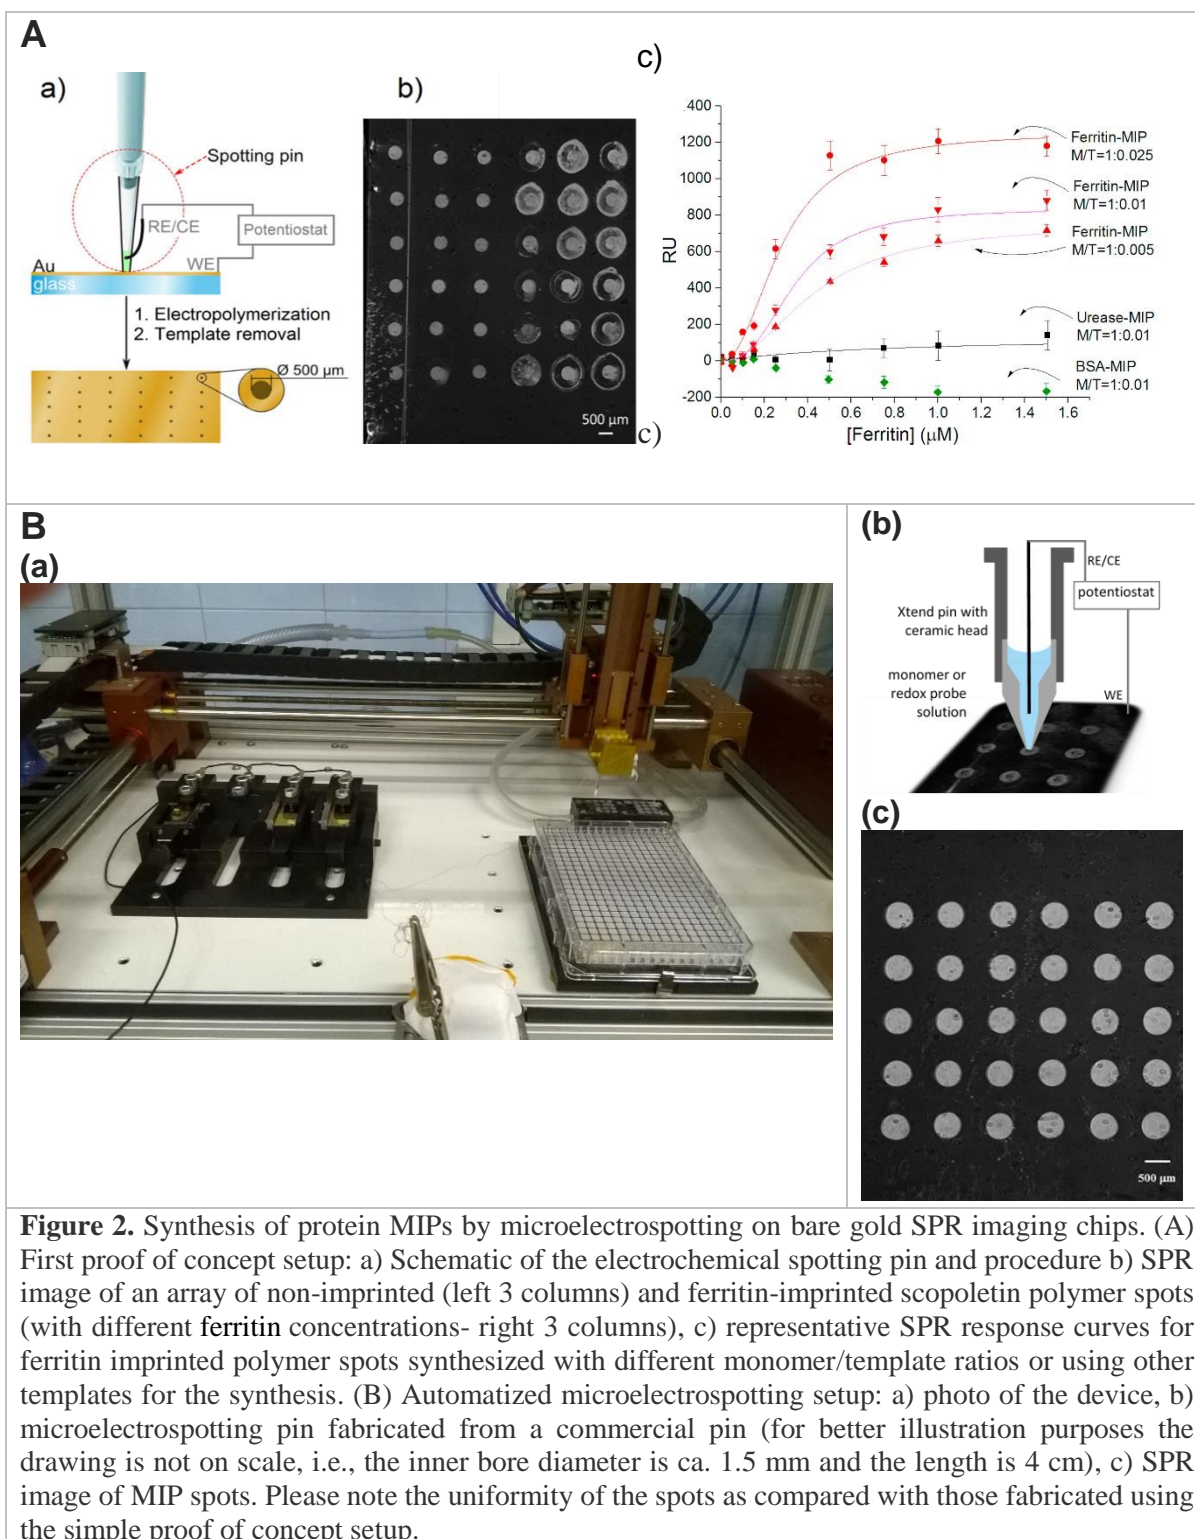 A
a)
Spotting pin
RE/CE
Potentiostat
WE
Au
glass
1. Electropolymerization
2. Template removal
Ø 500 µm
b)
500 µm
c)
1400
1200
1000
800
600
400
200
0
-200
RU
0.0 0.2 0.4 0.6 0.8 1.0 1.2 1.4 1.6
[Ferritin] (µM)
Ferritin-MIP
M/T=1:0.025
Ferritin-MIP
M/T=1:0.01
Ferritin-MIP
M/T=1:0.005
Urease-MIP
M/T=1:0.01
BSA-MIP
M/T=1:0.01
c)
B
(a)
(b)
RE/CE
potentiostat
Xtend pin with
ceramic head
monomer or
redox probe
solution
WE
(c)
500 µm
Figure 2. Synthesis of protein MIPs by microelectrospotting on bare gold SPR imaging chips. (A)
First proof of concept setup: a) Schematic of the electrochemical spotting pin and procedure b) SPR
image of an array of non-imprinted (left 3 columns) and ferritin-imprinted scopoletin polymer spots
(with different ferritin concentrations- right 3 columns), c) representative SPR response curves for
ferritin imprinted polymer spots synthesized with different monomer/template ratios or using other
templates for the synthesis. (B) Automatized microelectrospotting setup: a) photo of the device, b)
microelectrospotting pin fabricated from a commercial pin (for better illustration purposes the
drawing is not on scale, i.e., the inner bore diameter is ca. 1.5 mm and the length is 4 cm), c) SPR
image of MIP spots. Please note the uniformity of the spots as compared with those fabricated using
the simple proof of concept setup.